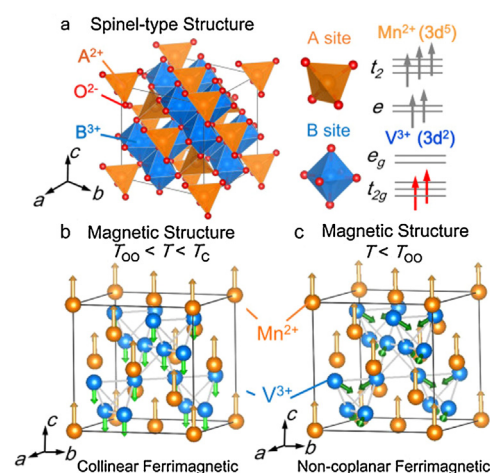 a Spinel-type Structure
A²⁺
O²⁻
B³⁺
c
a
b
A site
Mn²⁺ (3d⁵)
t₂
e
B site
V³⁺ (3d²)
e_g
t₂g
b Magnetic Structure
T_OO < T < T_C
c Magnetic Structure
T < T_OO
Mn²⁺
V³⁺
c
a
b
Collinear Ferrimagnetic
c
a
b
Non-coplanar Ferrimagnetic